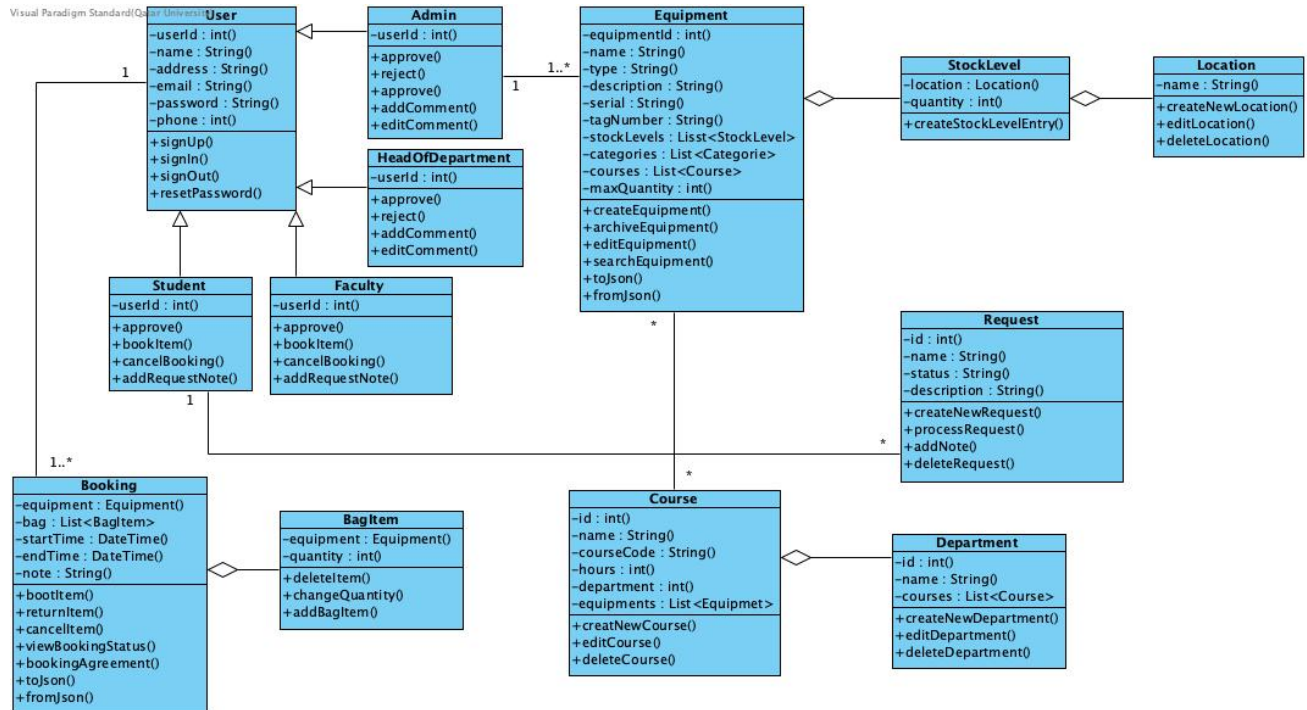 Visual Paradigm Standard(Qatar University)
User
-userId : int()
-name : String()
-address : String()
-email : String()
-password : String()
-phone : int()
+signUp()
+signIn()
+signOut()
+resetPassword()
Admin
-userId : int()
+approve()
+reject()
+approve()
+addComment()
+editComment()
HeadOfDepartment
-userId : int()
+approve()
+reject()
+addComment()
+editComment()
Student
-userId : int()
+approve()
+bookItem()
+cancelBooking()
+addRequestNote()
Faculty
-userId : int()
+approve()
+bookItem()
+cancelBooking()
+addRequestNote()
Equipment
-equipmentId : int()
-name : String()
-type : String()
-description : String()
-serial : String()
-tagNumber : String()
-stockLevels : Lisst<StockLevel>
-categories : List<Categorie>
-courses : List<Course>
-maxQuantity : int()
+createEquipment()
+archiveEquipment()
+editEquipment()
+searchEquipment()
+toJson()
+fromJson()
StockLevel
-location : Location()
-quantity : int()
+createStockLevelEntry()
Location
-name : String()
+createNewLocation()
+editLocation()
+deleteLocation()
Request
-id : int()
-name : String()
-status : String()
-description : String()
+createNewRequest()
+processRequest()
+addNote()
+deleteRequest()
Booking
-equipment : Equipment()
-bag : List<BagItem>
-startTime : DateTime()
-endTime : DateTime()
-note : String()
+bootItem()
+returnItem()
+cancelItem()
+viewBookingStatus()
+bookingAgreement()
+toJson()
+fromJson()
BagItem
-equipment : Equipment()
-quantity : int()
+deleteItem()
+changeQuantity()
+addBagItem()
Course
-id : int()
-name : String()
-courseCode : String()
-hours : int()
-department : int()
-equipments : List<Equipmet>
+creatNewCourse()
+editCourse()
+deleteCourse()
Department
-id : int()
-name : String()
-courses : List<Course>
+createNewDepartment()
+editDepartment()
+deleteDepartment()
1
1..*
1
1..*
1
*
*
*